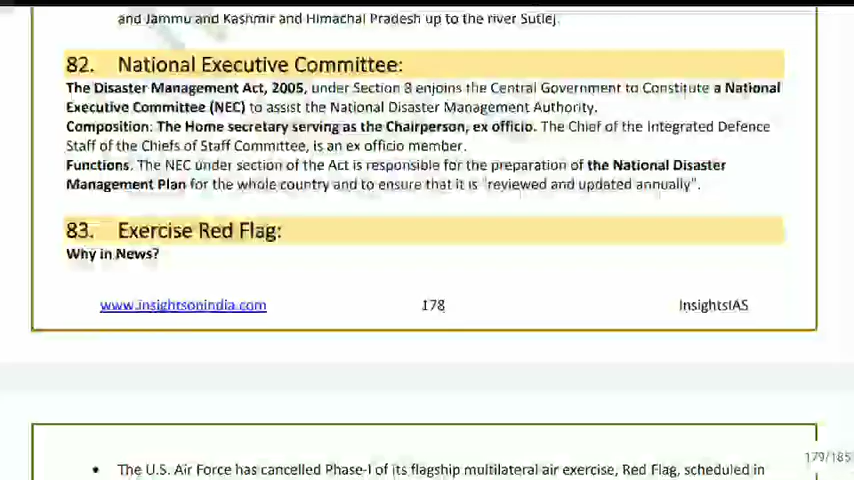 and Jammu and Kashmir and Himachal Pradesh up to the river Sutlej.
82. National Executive Committee:
The Disaster Management Act, 2005, under Section 8 enjoins the Central Government to Constitute a National
Executive Committee (NEC) to assist the National Disaster Management Authority.
Composition: The Home secretary serving as the Chairperson, ex officio. The Chief of the Integrated Defence
Staff of the Chiefs of Staff Committee, is an ex officio member.
Functions. The NEC under section of the Act is responsible for the preparation of the National Disaster
Management Plan for the whole country and to ensure that it is "reviewed and updated annually".
83. Exercise Red Flag:
Why in News?
www.insightsonindia.com 178 InsightsIAS
• The U.S. Air Force has cancelled Phase-I of its flagship multilateral air exercise, Red Flag, scheduled in
179/185